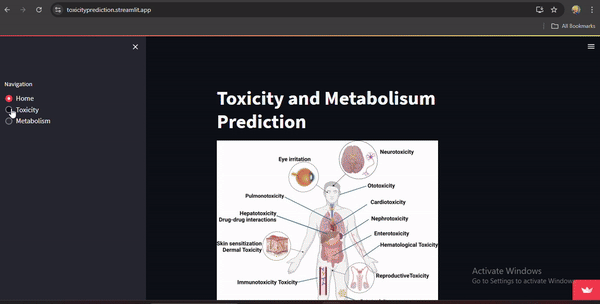 toxicityprediction.streamlit.app
All Bookmarks
Navigation
Home
Toxicity
Metabolism
Toxicity and Metabolisum
Prediction
Neurotoxicity
Eye irritation
Ototoxicity
Pulmonotoxicity
Cardiotoxicity
Hepatotoxicity
Drug-drug interactions
Nephrotoxicity
Enterotoxicity
Skin sensitization
Dermal Toxicity
Hematological Toxicity
Immunotoxicity Toxicity
ReproductiveToxicity
Activate Windows
Go to Settings to activate Windows.